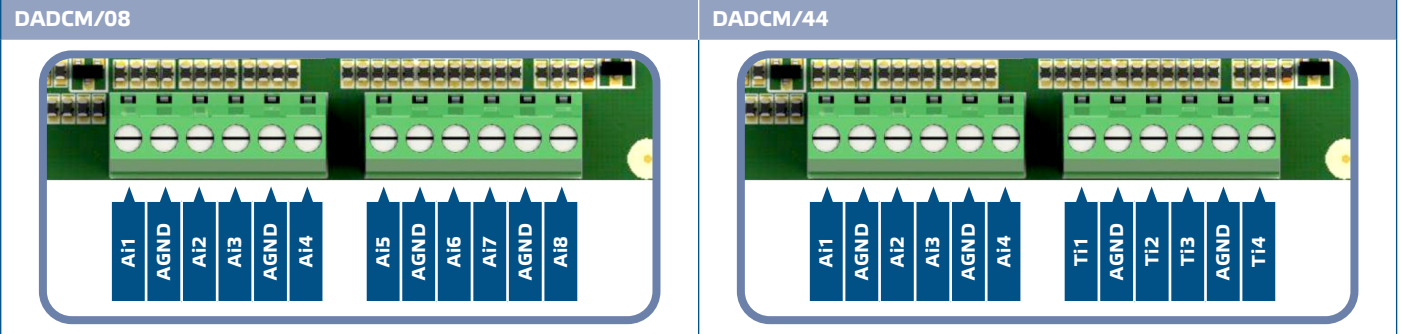 DADCM/08
DADCM/44
Ai1 AGND Ai2 Ai3 AGND Ai4 Ai5 AGND Ai6 Ai7 AGND Ai8
Ai1 AGND Ai2 Ai3 AGND Ai4 Ti1 AGND Ti2 Ti3 AGND Ti4